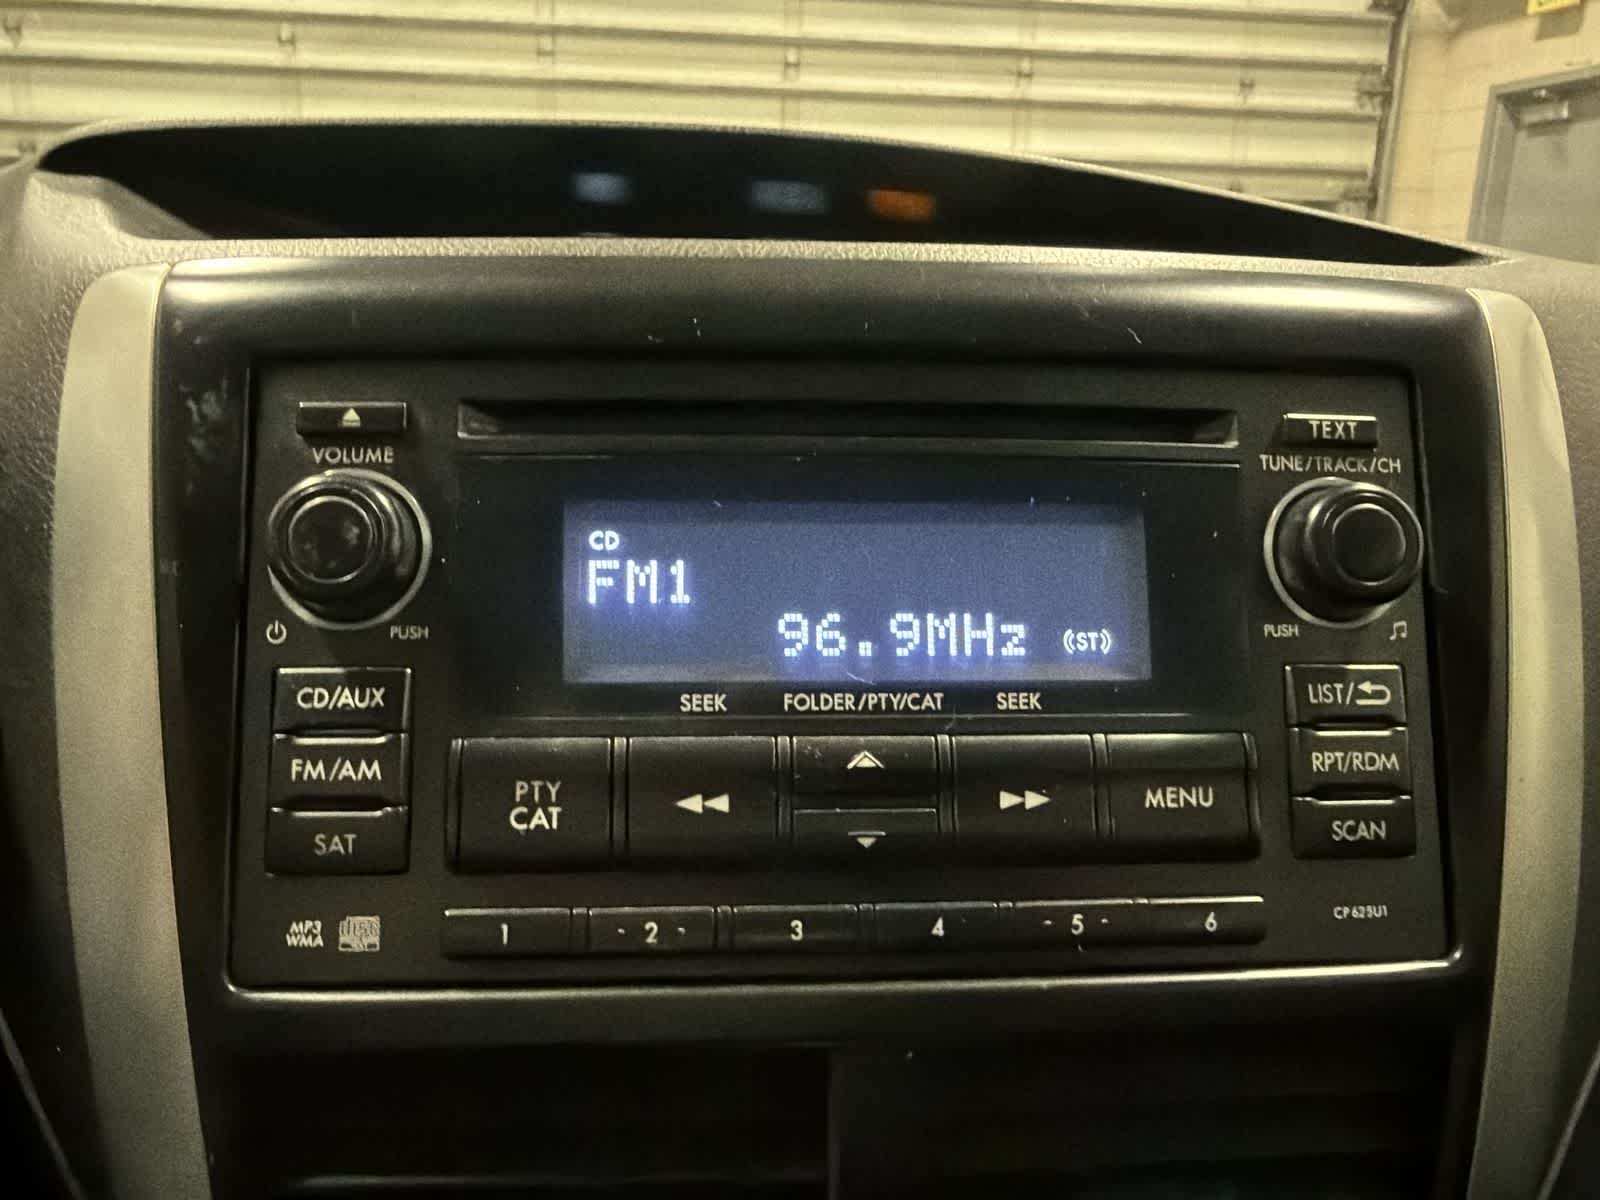 TEXT
VOLUME
TUNE/TRACK/CH
CD
FM1
96.9MHz (ST)
PUSH
PUSH
SEEK FOLDER/PTY/CAT SEEK
CD/AUX
LIST/
FM/AM
RPT/RDM
PTY
CAT
MENU
SAT
SCAN
MP3
WMA
disc
1 - 2 - 3 4 - 5 - 6
CP625U1